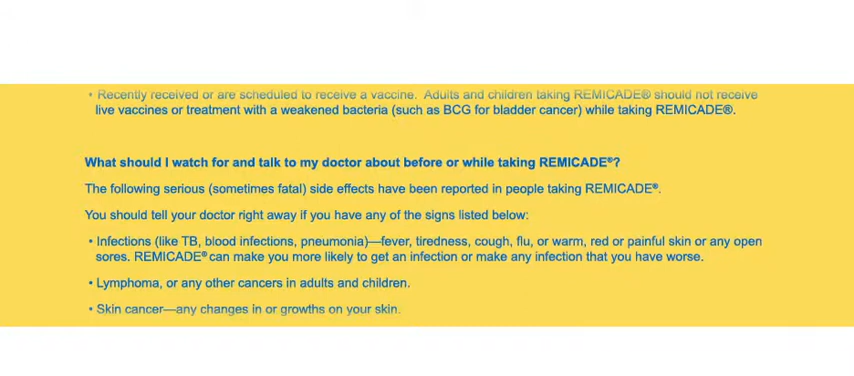 • Recently received or are scheduled to receive a vaccine. Adults and children taking REMICADE® should not receive
live vaccines or treatment with a weakened bacteria (such as BCG for bladder cancer) while taking REMICADE®.
What should I watch for and talk to my doctor about before or while taking REMICADE®?
The following serious (sometimes fatal) side effects have been reported in people taking REMICADE®.
You should tell your doctor right away if you have any of the signs listed below:
• Infections (like TB, blood infections, pneumonia)—fever, tiredness, cough, flu, or warm, red or painful skin or any open
sores. REMICADE® can make you more likely to get an infection or make any infection that you have worse.
• Lymphoma, or any other cancers in adults and children.
• Skin cancer—any changes in or growths on your skin.